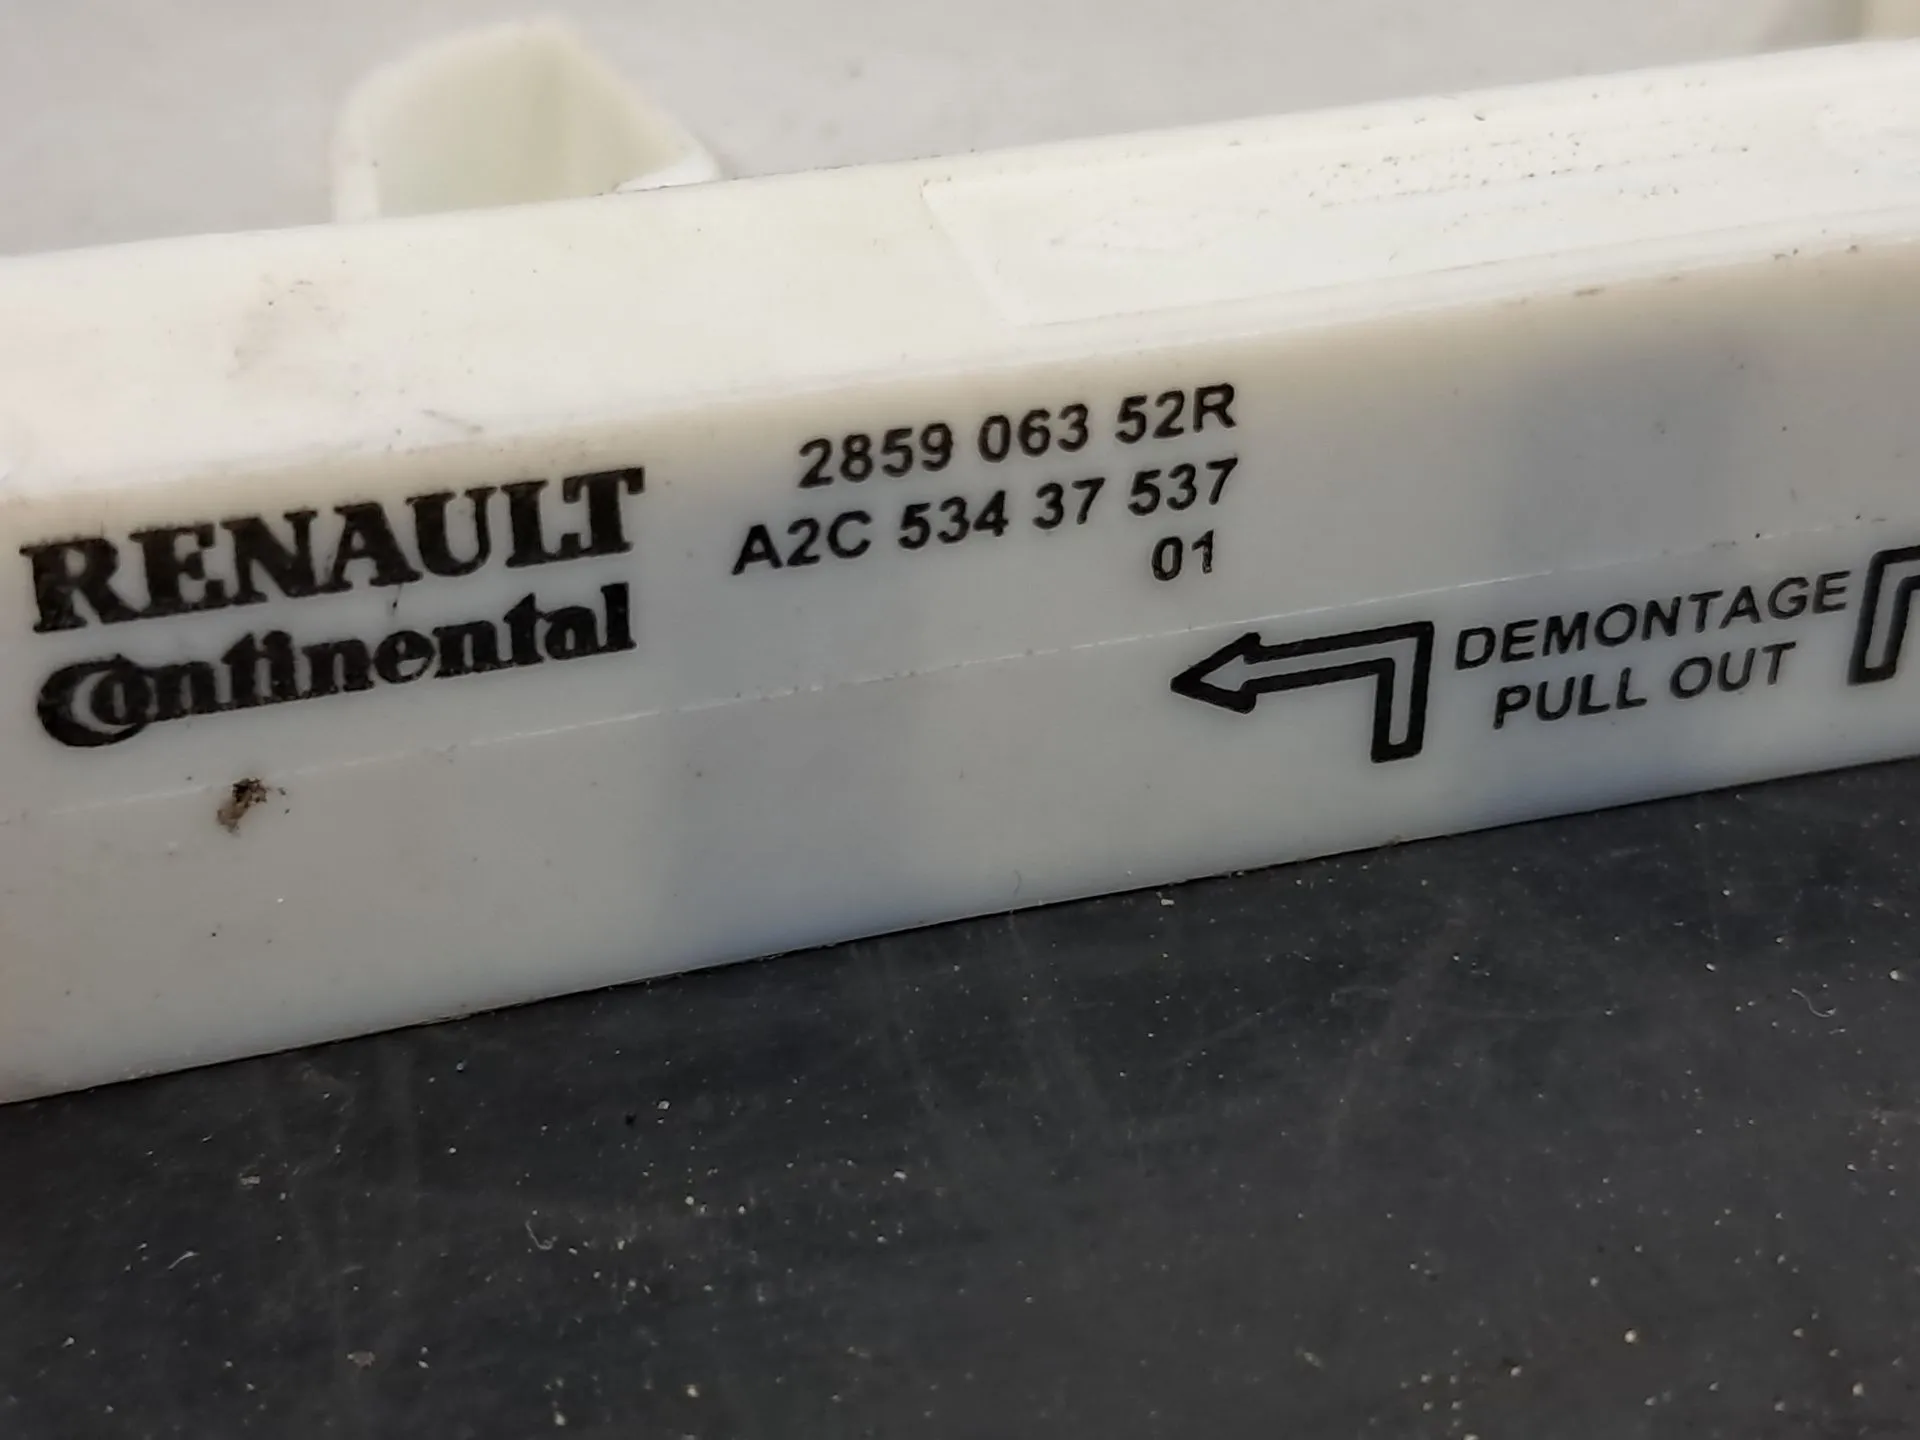 RENAULT
Continental
2859 063 52R
A2C 534 37 537
01
DEMONTAGE
PULL OUT